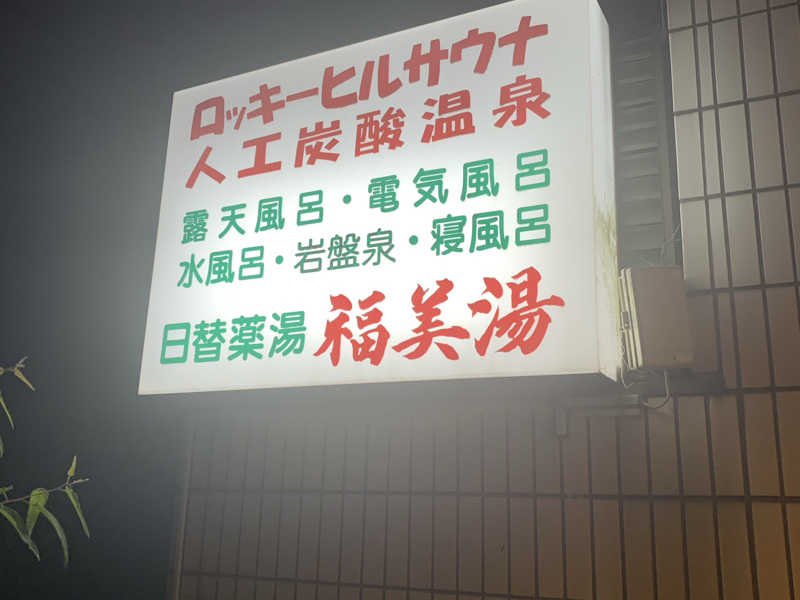 ロッキーヒルサウナ
人工炭酸温泉
露天風呂・電気風呂
水風呂・岩盤泉・寝風呂
日替薬湯 福美湯